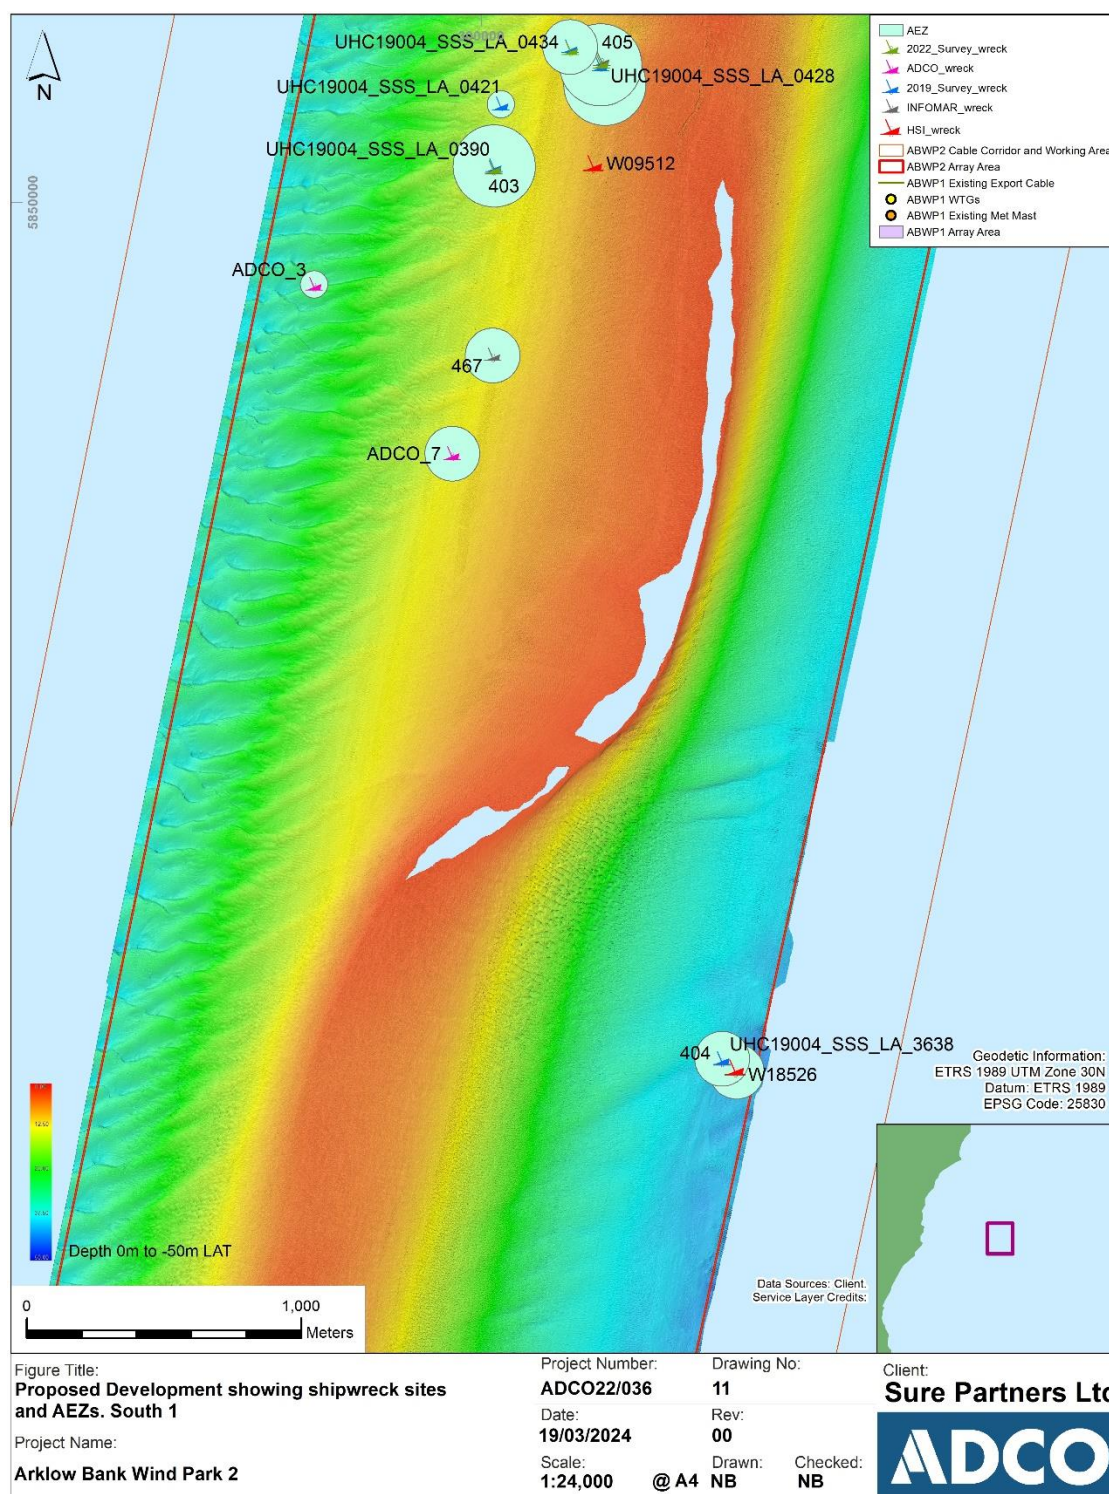 UHC19004_SSS_LA_0434
405
UHC19004_SSS_LA_0428
UHC19004_SSS_LA_0421
UHC19004_SSS_LA_0390
403
W09512
N
5850000
ADCO_3
467
ADCO_7
404
UHC19004_SSS_LA_3638
W18526
AEZ
2022_Survey_wreck
ADCO_wreck
2019_Survey_wreck
INFOMAR_wreck
HSI_wreck
ABWP2 Cable Corridor and Working Area
ABWP2 Array Area
ABWP1 Existing Export Cable
ABWP1 WTGs
ABWP1 Existing Met Mast
ABWP1 Array Area
Geodetic Information:
ETRS 1989 UTM Zone 30N
Datum: ETRS 1989
EPSG Code: 25830
Depth 0m to -50m LAT
0 1,000
Meters
Data Sources: Client.
Service Layer Credits:
Figure Title:
Proposed Development showing shipwreck sites
and AEZs. South 1
Project Name:
Arklow Bank Wind Park 2
Project Number:
ADCO22/036
Drawing No:
11
Date:
19/03/2024
Rev:
00
Scale:
1:24,000 @ A4
Drawn:
NB
Checked:
NB
Client:
Sure Partners Ltd
ADCO